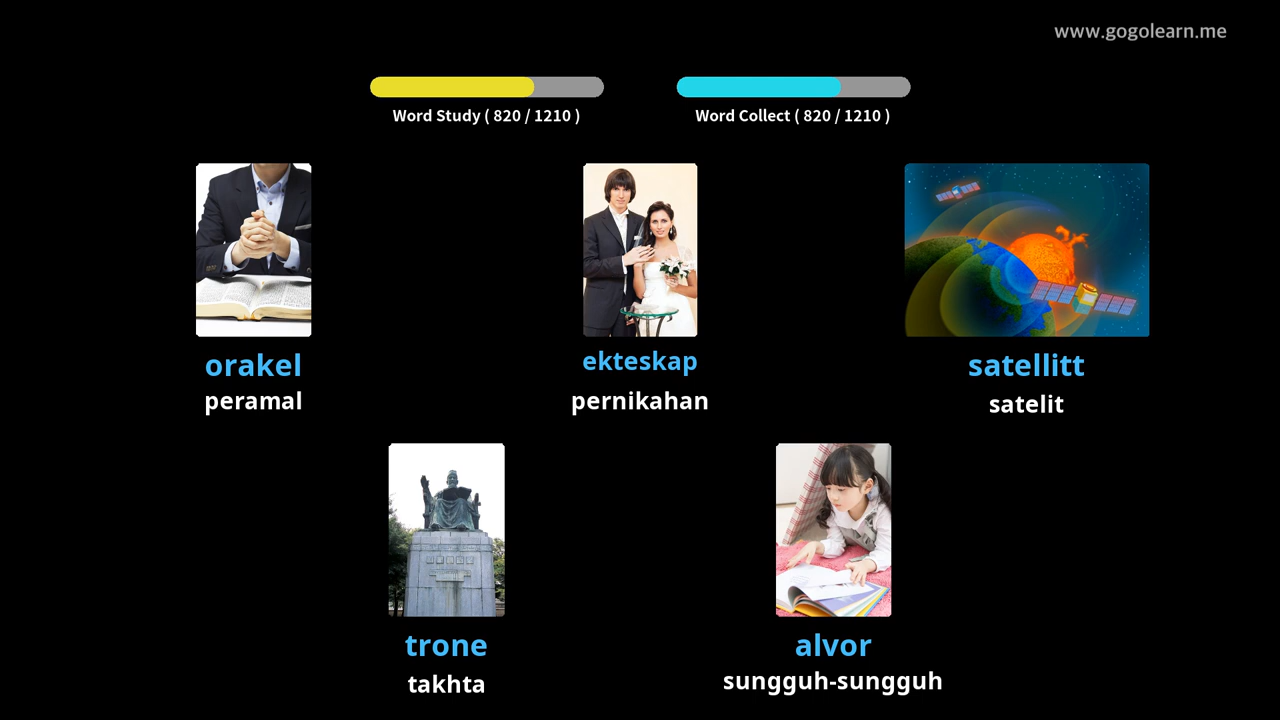 www.gogolearn.me
Word Study ( 820 / 1210 )
Word Collect ( 820 / 1210 )
orakel
peramal
ekteskap
pernikahan
satellitt
satelit
trone
takhta
alvor
sungguh-sungguh